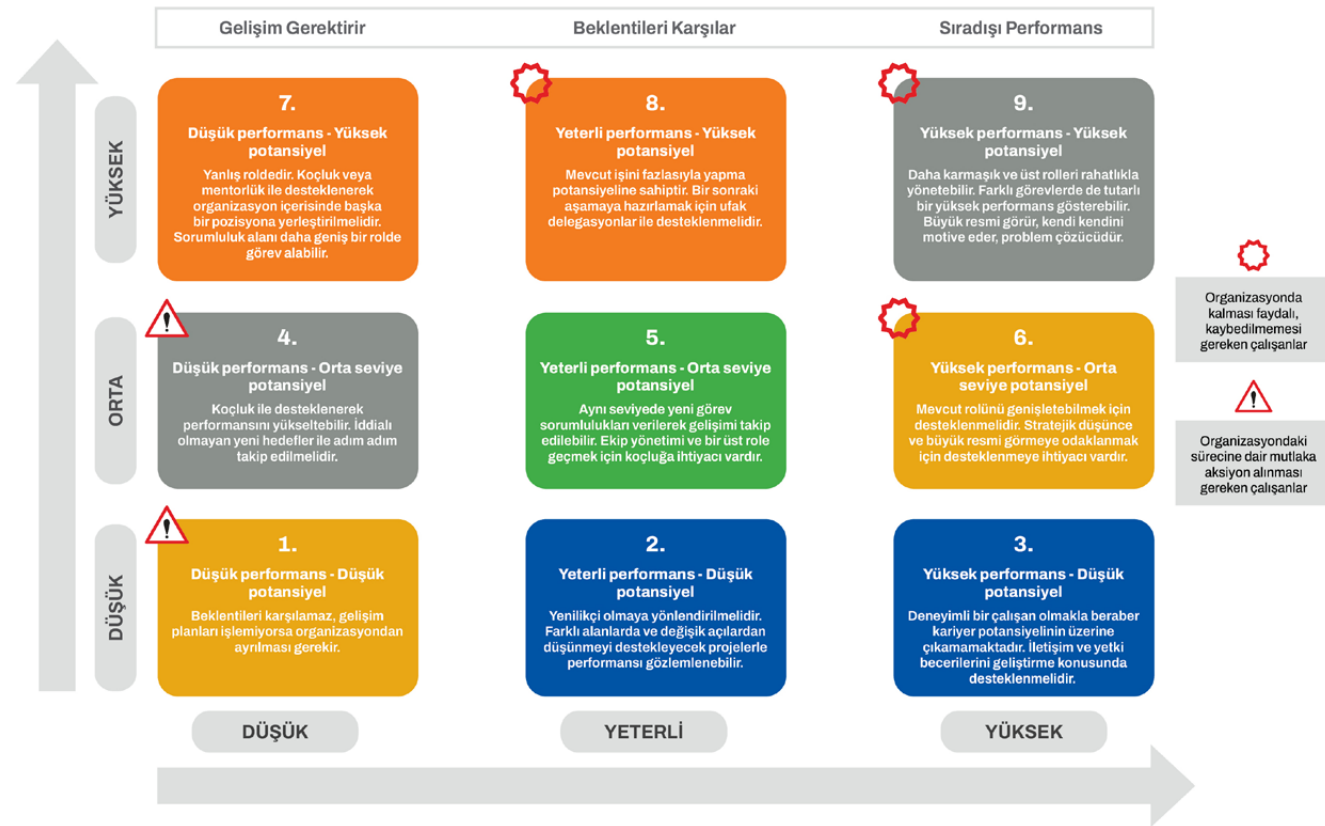 Gelişim Gerektirir
Beklentileri Karşılar
Sıradışı Performans
YÜKSEK
7.
Düşük performans - Yüksek
potansiyel
Yanlış roldedir. Koçluk veya
mentorlük ile desteklenerek
organizasyon içerisinde başka
bir pozisyona yerleştirilmelidir.
Sorumluluk alanı daha geniş bir rolde
görev alabilir.
8.
Yeterli performans - Yüksek
potansiyel
Mevcut işini fazlasıyla yapma
potansiyeline sahiptir. Bir sonraki
aşamaya hazırlamak için ufak
delegasyonlar ile desteklenmelidir.
9.
Yüksek performans - Yüksek
potansiyel
Daha karmaşık ve üst rolleri rahatlıkla
yönetebilir. Farklı görevlerde de tutarlı
bir yüksek performans gösterebilir.
Büyük resmi görür, kendi kendini
motive eder, problem çözücüdür.
ORTA
4.
Düşük performans - Orta seviye
potansiyel
Koçluk ile desteklenerek
performansını yükseltebilir. İddialı
olmayan yeni hedefler ile adım adım
takip edilmelidir.
5.
Yeterli performans - Orta seviye
potansiyel
Aynı seviyede yeni görev
sorumlulukları verilerek gelişimi takip
edilebilir. Ekip yönetimi ve bir üst role
geçmek için koçluğa ihtiyacı vardır.
6.
Yüksek performans - Orta
seviye potansiyel
Mevcut rolünü genişletebilmek için
desteklenmelidir. Stratejik düşünce
ve büyük resmi görmeye odaklanmak
için desteklenmeye ihtiyacı vardır.
DÜŞÜK
1.
Düşük performans - Düşük
potansiyel
Beklentileri karşılamaz, gelişim
planları işlemiyorsa organizasyondan
ayrılması gerekir.
2.
Yeterli performans - Düşük
potansiyel
Yenilikçi olmaya yönlendirilmelidir.
Farklı alanlarda ve değişik açılardan
düşünmeyi destekleyecek projelerle
performansı gözlemlenebilir.
3.
Yüksek performans - Düşük
potansiyel
Deneyimli bir çalışan olmakla beraber
kariyer potansiyelinin üzerine
çıkamamaktadır. İletişim ve yetki
becerilerini geliştirme konusunda
desteklenmelidir.
DÜŞÜK
YETERLİ
YÜKSEK
Organizasyonda
kalması faydalı,
kaybedilmemesi
gereken çalışanlar
Organizasyondaki
sürecine dair mutlaka
aksiyon alınması
gereken çalışanlar